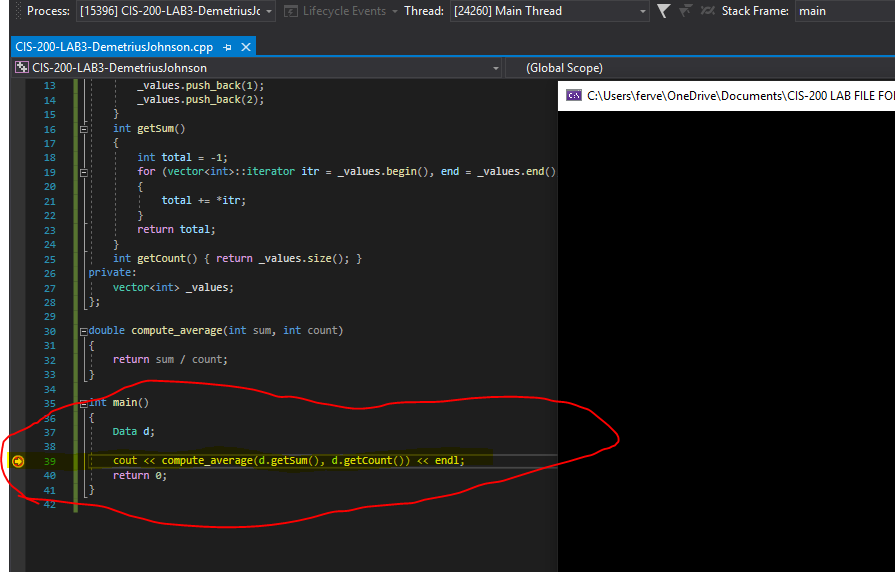 Process: [15396] CIS-200-LAB3-DemetriusJc Lifecycle Events Thread: [24260] Main Thread Stack Frame: main
CIS-200-LAB3-DemetriusJohnson.cpp
CIS-200-LAB3-DemetriusJohnson (Global Scope)
C:\Users\ferve\OneDrive\Documents\CIS-200 LAB FILE FO
13 _values.push_back(1);
14 _values.push_back(2);
15 }
16 int getSum()
17 {
18 int total = -1;
19 for (vector<int>::iterator itr = _values.begin(), end = _values.end()
20 {
21 total += *itr;
22 }
23 return total;
24 }
25 int getCount() { return _values.size(); }
26 private:
27 vector<int> _values;
28 };
29
30 double compute_average(int sum, int count)
31 {
32 return sum / count;
33 }
34
35 int main()
36 {
37 Data d;
38
39 cout << compute_average(d.getSum(), d.getCount()) << endl;
40 return 0;
41 }
42